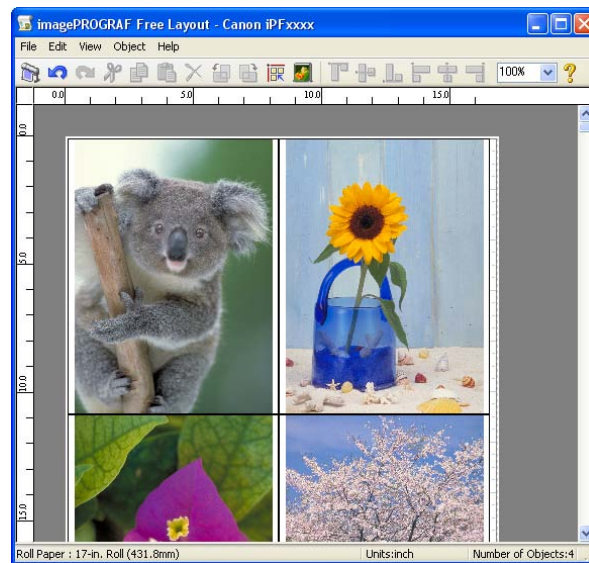 imagePROGRAF Free Layout - Canon iPFxxxx
File Edit View Object Help
100%
0.0 5.0 10.0 15.0
0.0
5.0
10.0
15.0
Roll Paper : 17-in. Roll (431.8mm) Units:inch Number of Objects:4